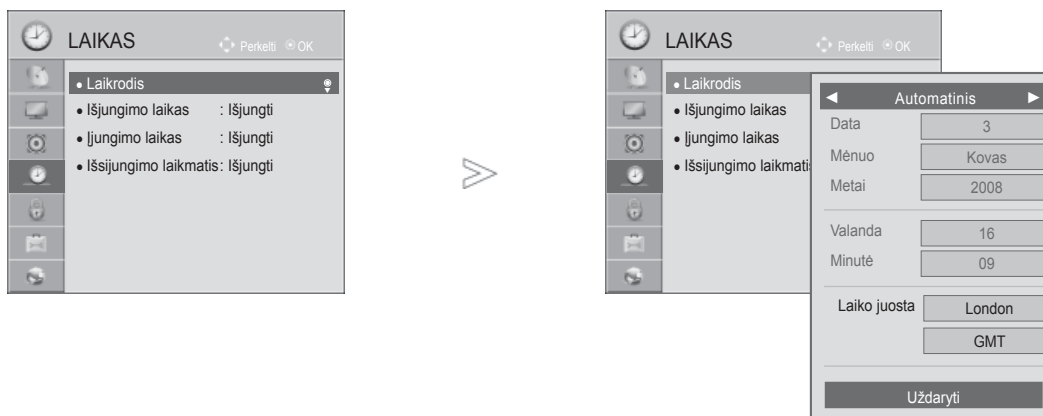 LAIKAS
Perkelti OK
• Laikrodis
• Išjungimo laikas : Išjungti
• Įjungimo laikas : Išjungti
• Išsijungimo laikmatis: Išjungti
LAIKAS
Perkelti OK
• Laikrodis
• Išjungimo laikas
• Įjungimo laikas
• Išsijungimo laikmatis
◄ Automatinis ►
Data 3
Mėnuo Kovas
Metai 2008
Valanda 16
Minutė 09
Laiko juosta London
GMT
Uždaryti